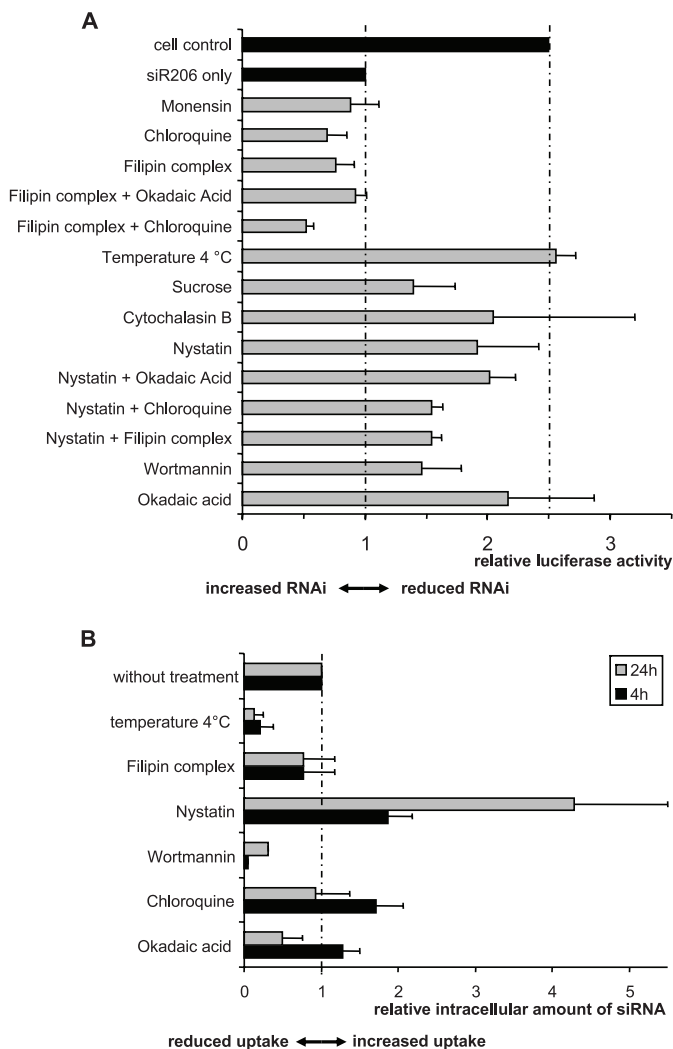 A
cell control
siR206 only
Monensin
Chloroquine
Filipin complex
Filipin complex + Okadaic Acid
Filipin complex + Chloroquine
Temperature 4 °C
Sucrose
Cytochalasin B
Nystatin
Nystatin + Okadaic Acid
Nystatin + Chloroquine
Nystatin + Filipin complex
Wortmannin
Okadaic acid
0 1 2 3
relative luciferase activity
increased RNAi reduced RNAi
B
24h
4h
without treatment
temperature 4°C
Filipin complex
Nystatin
Wortmannin
Chloroquine
Okadaic acid
0 1 2 3 4 5
relative intracellular amount of siRNA
reduced uptake increased uptake